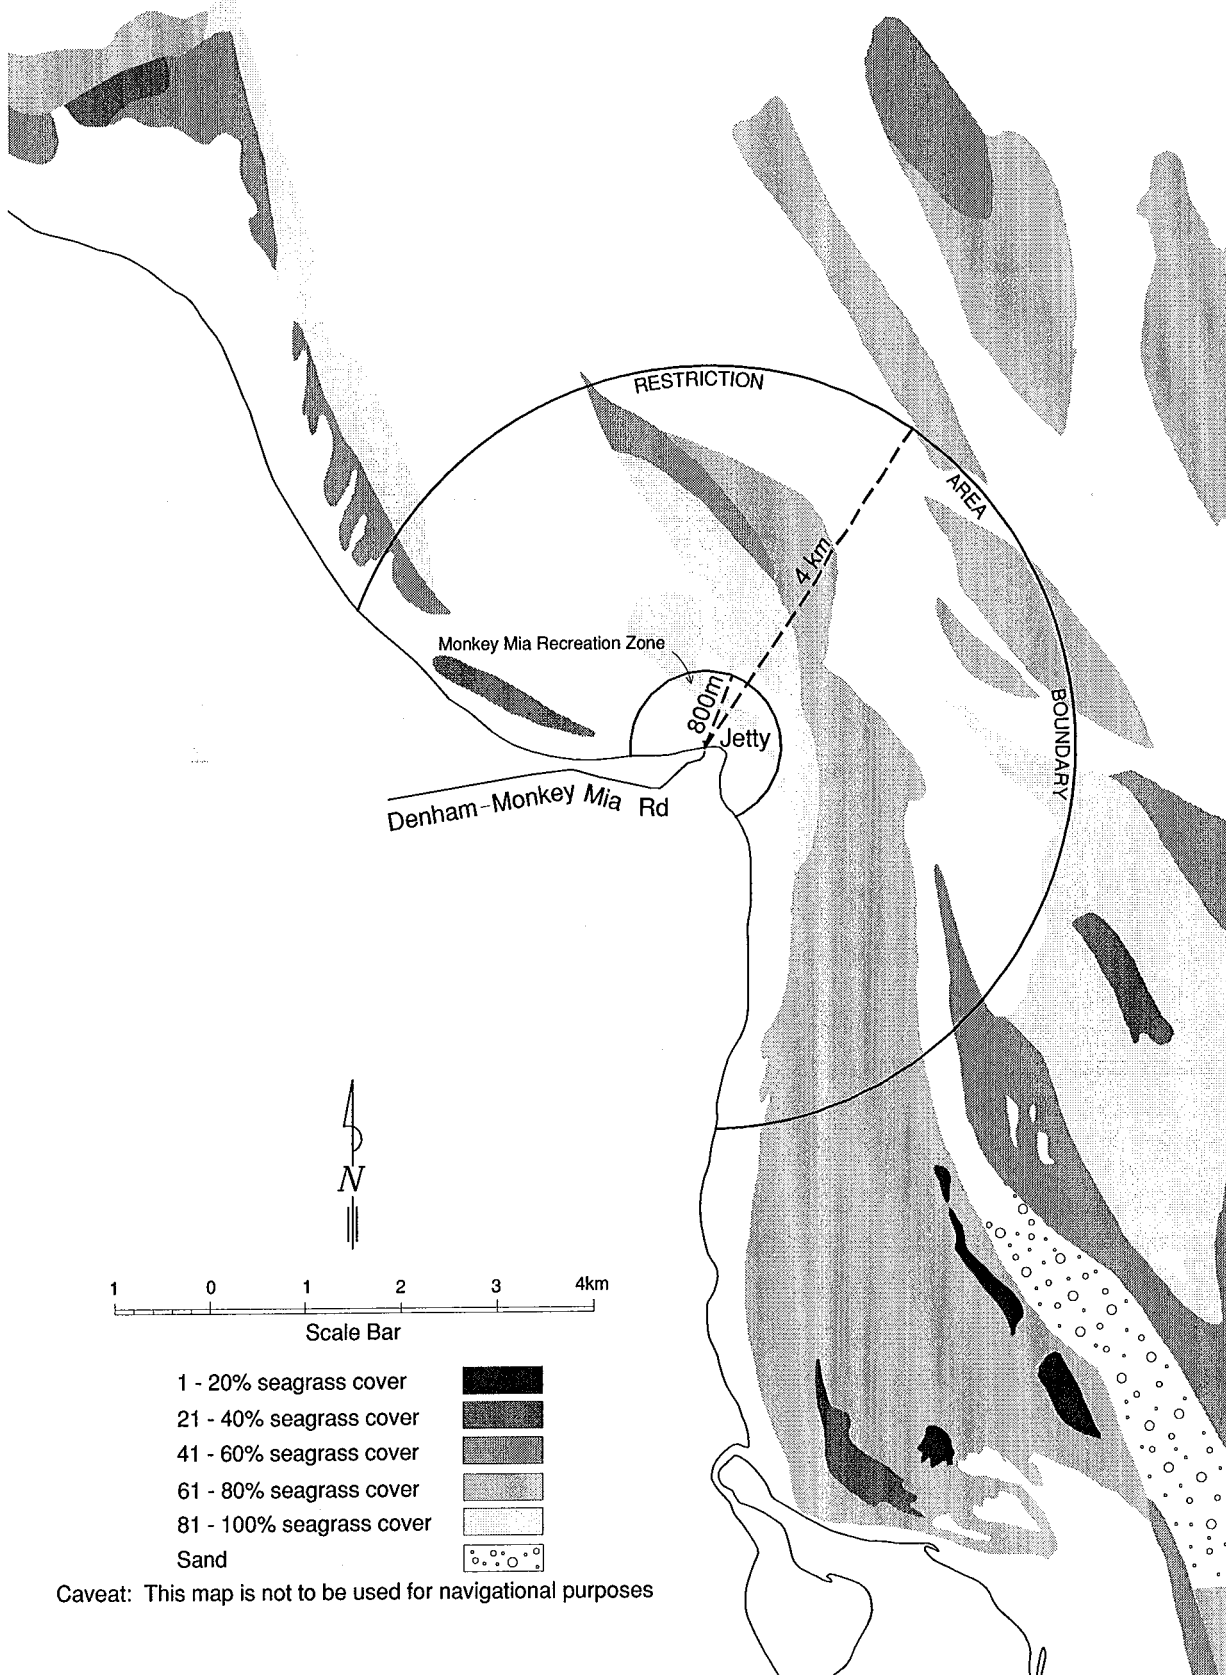 RESTRICTION
AREA
BOUNDARY
4 km
Monkey Mia Recreation Zone
800m
Jetty
Denham-Monkey Mia Rd
N
1 0 1 2 3 4km
Scale Bar
1 - 20% seagrass cover
21 - 40% seagrass cover
41 - 60% seagrass cover
61 - 80% seagrass cover
81 - 100% seagrass cover
Sand
Caveat: This map is not to be used for navigational purposes